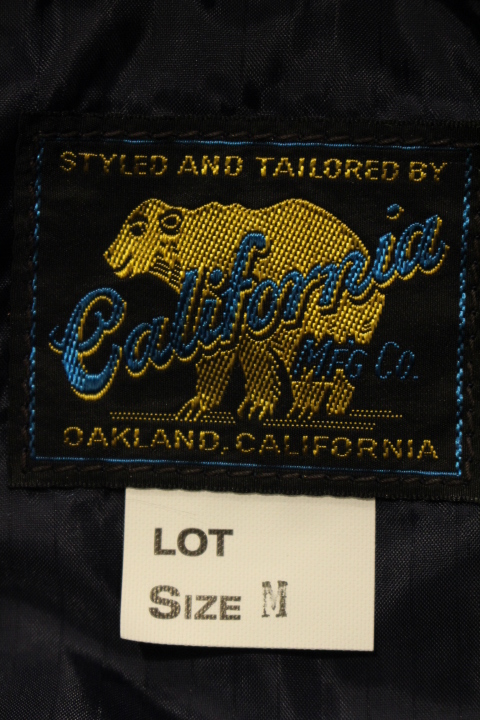 STYLED AND TAILORED BY
California
MFG Co.
OAKLAND, CALIFORNIA
LOT
SIZE M